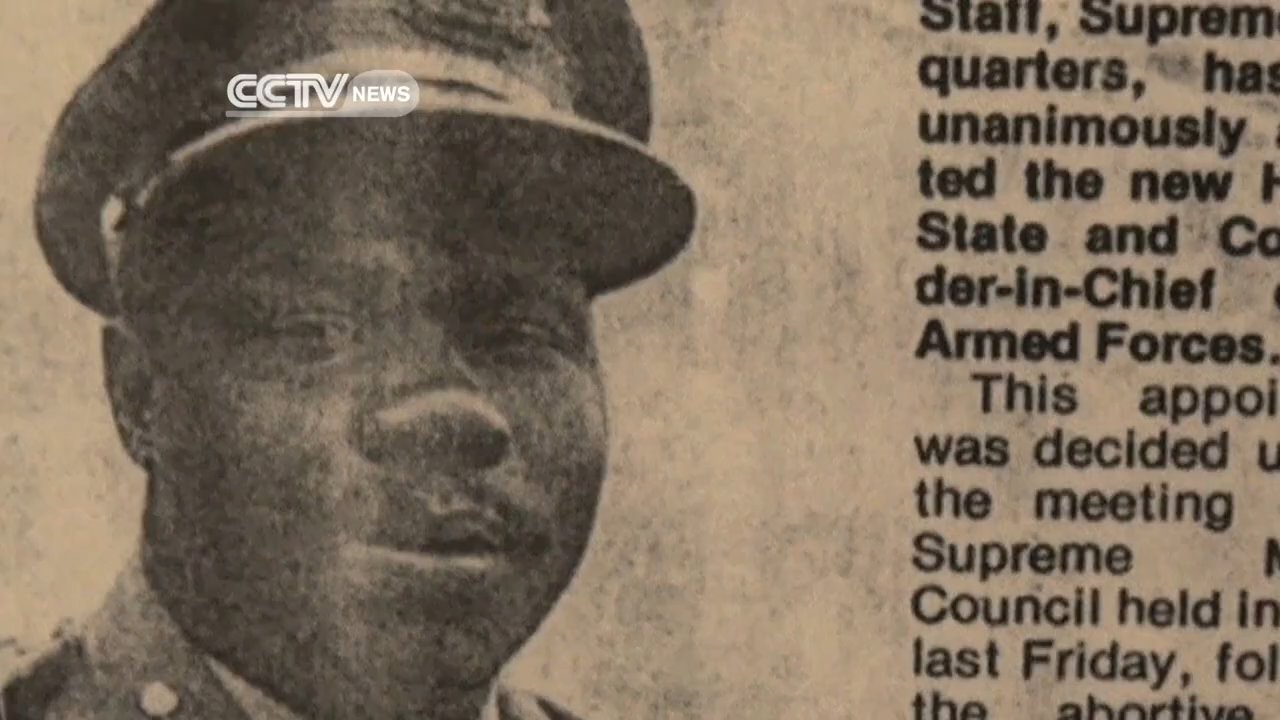 CCTV NEWS
Staff, Suprem
quarters, has
unanimously
ted the new H
State and Co
der-in-Chief
Armed Forces.
This appoi
was decided u
the meeting
Supreme M
Council held in
last Friday, fol
the abortive